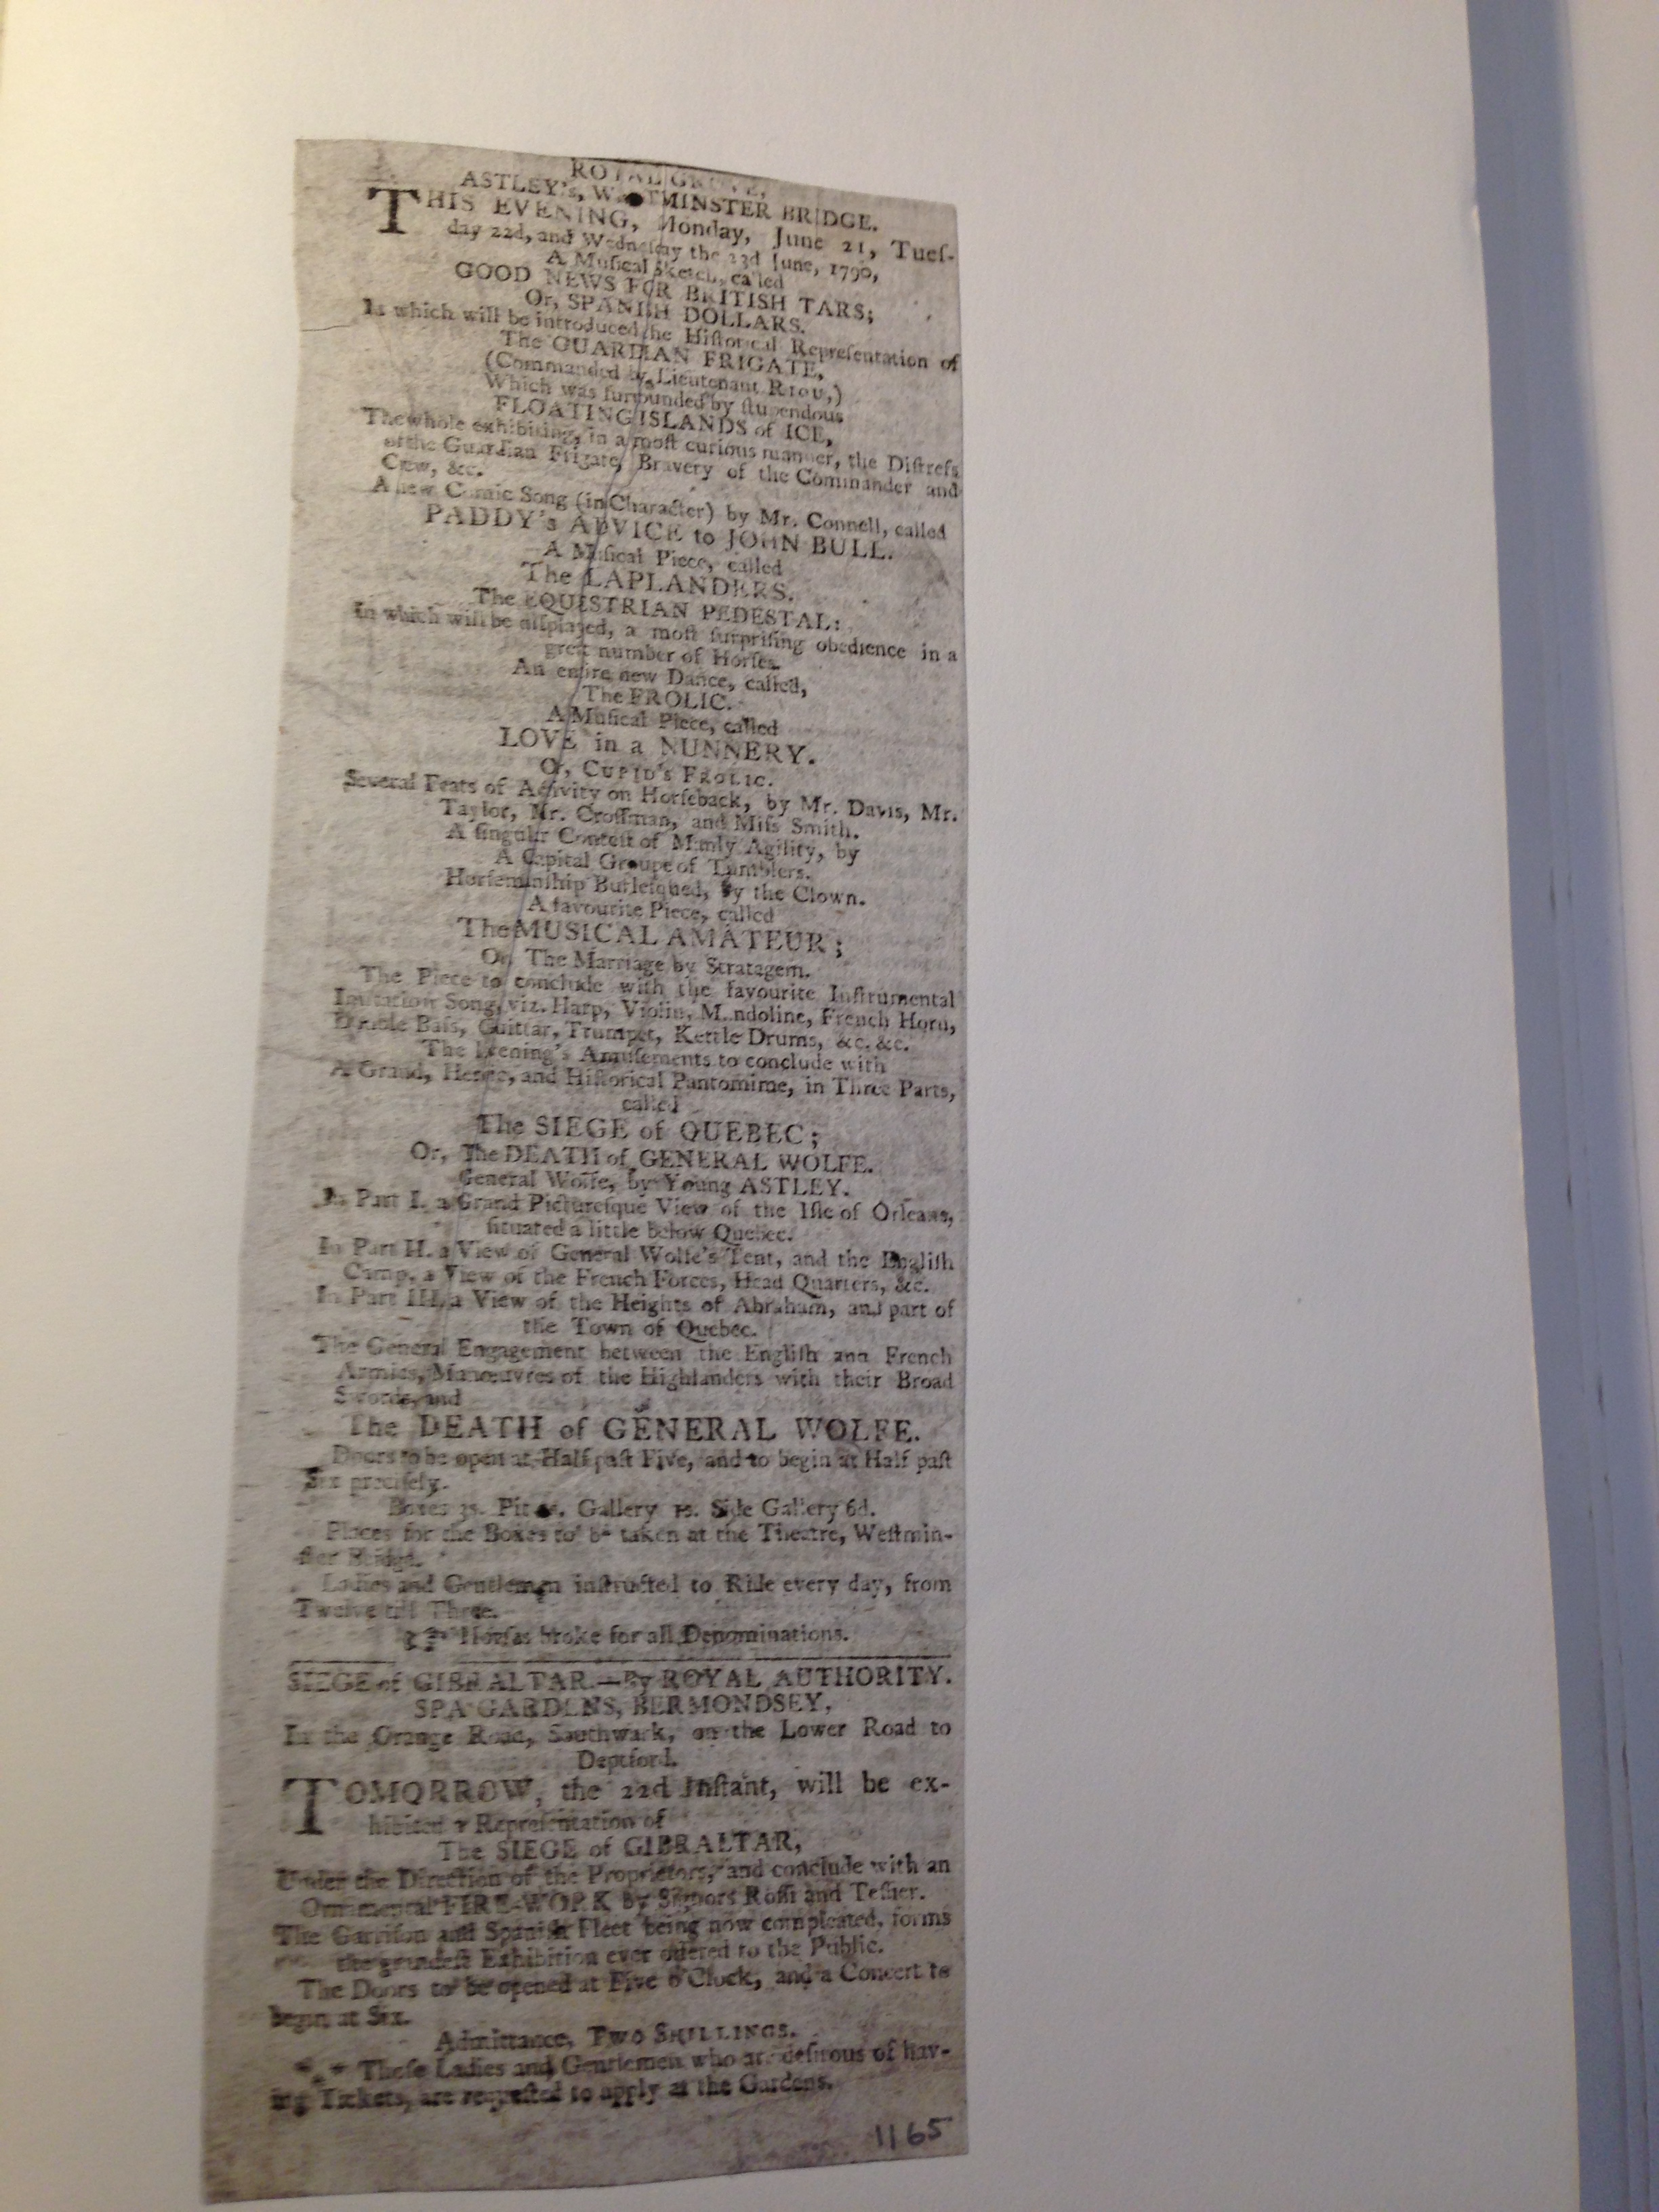 ROYAL GROVE,
ASTLEY's, WESTMINSTER BRIDGE.
THIS EVENING, Monday, June 21, Tueſ-
day 22d, and Wedneſday the 23d June, 1790,
A Muſical Sketch, called
GOOD NEWS FOR BRITISH TARS;
Or, SPANISH DOLLARS.
In which will be introduced the Hiſtorical Repreſentation of
The GUARDIAN FRIGATE,
(Commanded by Lieutenant RIOU,)
Which was ſurrounded by ſtupendous
FLOATING ISLANDS of ICE,
The whole exhibiting, in a moſt curious manner, the Diſtreſs
of the Guardian Frigate, Bravery of the Commander and
Crew, &c.
A new Comic Song (in Character) by Mr. Connell, called
PADDY's ADVICE to JOHN BULL.
A Muſical Piece, called
The LAPLANDERS.
The EQUESTRIAN PEDESTAL:
In which will be diſplayed, a moſt ſurpriſing obedience in a
great number of Horſes.
An entire new Dance, called,
The FROLIC.
A Muſical Piece, called
LOVE in a NUNNERY.
Or, CUPID's FROLIC.
Several Feats of Activity on Horſeback, by Mr. Davis, Mr.
Taylor, Mr. Croſſman, and Miſs Smith.
A ſingular Conteſt of Manly Agility, by
A Capital Groupe of Tumblers.
Horſemanſhip Burleſqued, by the Clown.
A favourite Piece, called
The MUSICAL AMATEUR;
Or, The Marriage by Stratagem.
The Piece to conclude with the favourite Inſtrumental
Imitation Song, viz. Harp, Violin, Mandoline, French Horn,
Double Baſs, Guittar, Trumpet, Kettle Drums, &c. &c.
The Evening's Amuſements to conclude with
A Grand, Heroic, and Hiſtorical Pantomime, in Three Parts,
called
The SIEGE of QUEBEC;
Or, The DEATH of GENERAL WOLFE.
General Wolfe, by Young ASTLEY.
In Part I. a Grand Pictureſque View of the Iſle of Orleans,
ſituated a little below Quebec.
In Part II. a View of General Wolfe's Tent, and the Engliſh
Camp, a View of the French Forces, Head Quarters, &c.
In Part III. a View of the Heights of Abraham, and part of
the Town of Quebec.
The General Engagement between the Engliſh and French
Armies, Manœuvres of the Highlanders with their Broad
Swords, and
The DEATH of GENERAL WOLFE.
Doors to be open at Half paſt Five, and to begin at Half paſt
Six preciſely.
Boxes 3s. Pit Gallery 1s. Side Gallery 6d.
Places for the Boxes to be taken at the Theatre, Weſtmin-
ſter Bridge.
Ladies and Gentlemen inſtructed to Ride every day, from
Twelve till Three.
☞ Horſes broke for all Denominations.
SIEGE of GIBRALTAR.—By ROYAL AUTHORITY.
SPA GARDENS, BERMONDSEY,
In the Grange Road, Southwark, on the Lower Road to
Deptford.
TOMORROW, the 22d Inſtant, will be ex-
hibited a Repreſentation of
The SIEGE of GIBRALTAR,
Under the Direction of the Proprietors, and conclude with an
Ornamental FIRE-WORK by Signors Roſſi and Teſſier.
The Garriſon and Spaniſh Fleet being now compleated, forms
the grandeſt Exhibition ever offered to the Public.
The Doors to be opened at Five o'Clock, and a Concert to
begin at Six.
Admittance, TWO SHILLINGS.
*⁎* Thoſe Ladies and Gentlemen who are deſirous of hav-
ing Tickets, are requeſted to apply at the Gardens.
1165